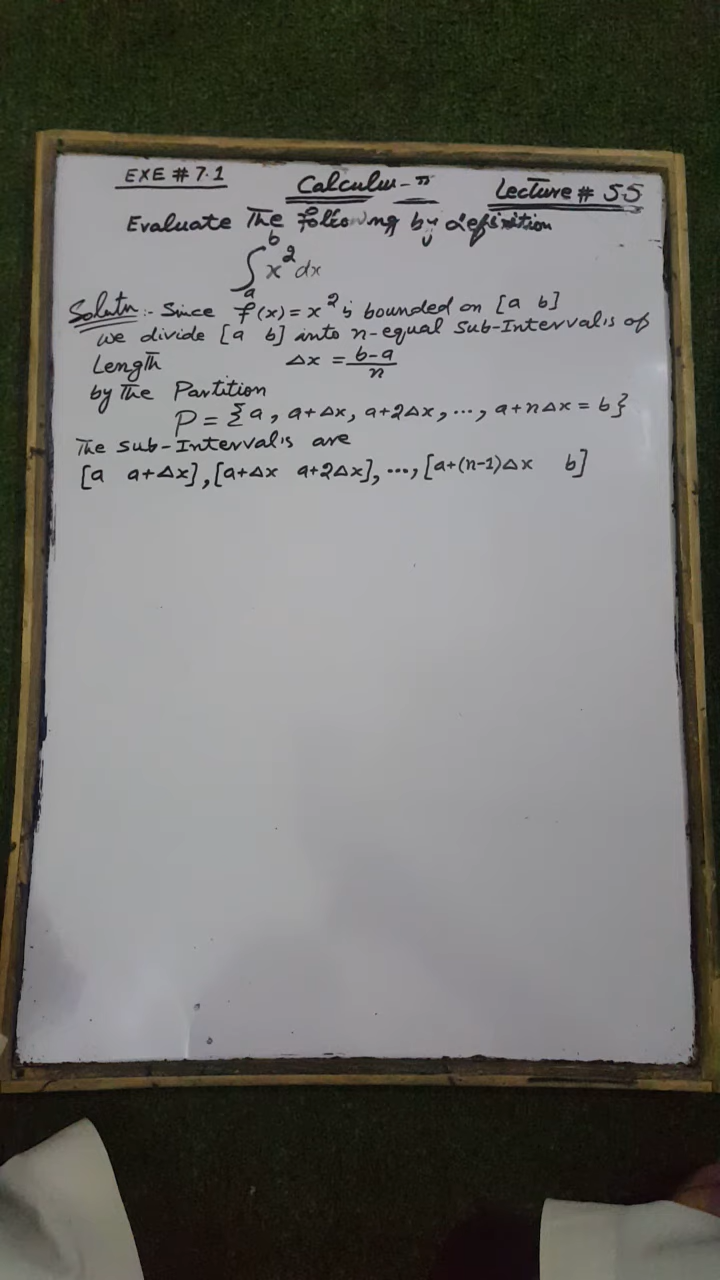 EXE # 7.1
Calculus-II
Lecture # 55
Evaluate The following by definition
∫_a^b x² dx
Solutn:- Since f(x) = x² is bounded on [a b]
we divide [a b] into n-equal Sub-Intervals of
Length Δx = (b-a)/n
by The Partition
P = {a, a+Δx, a+2Δx, ..., a+nΔx = b}
The Sub-Intervals are
[a a+Δx], [a+Δx a+2Δx], ..., [a+(n-1)Δx b]